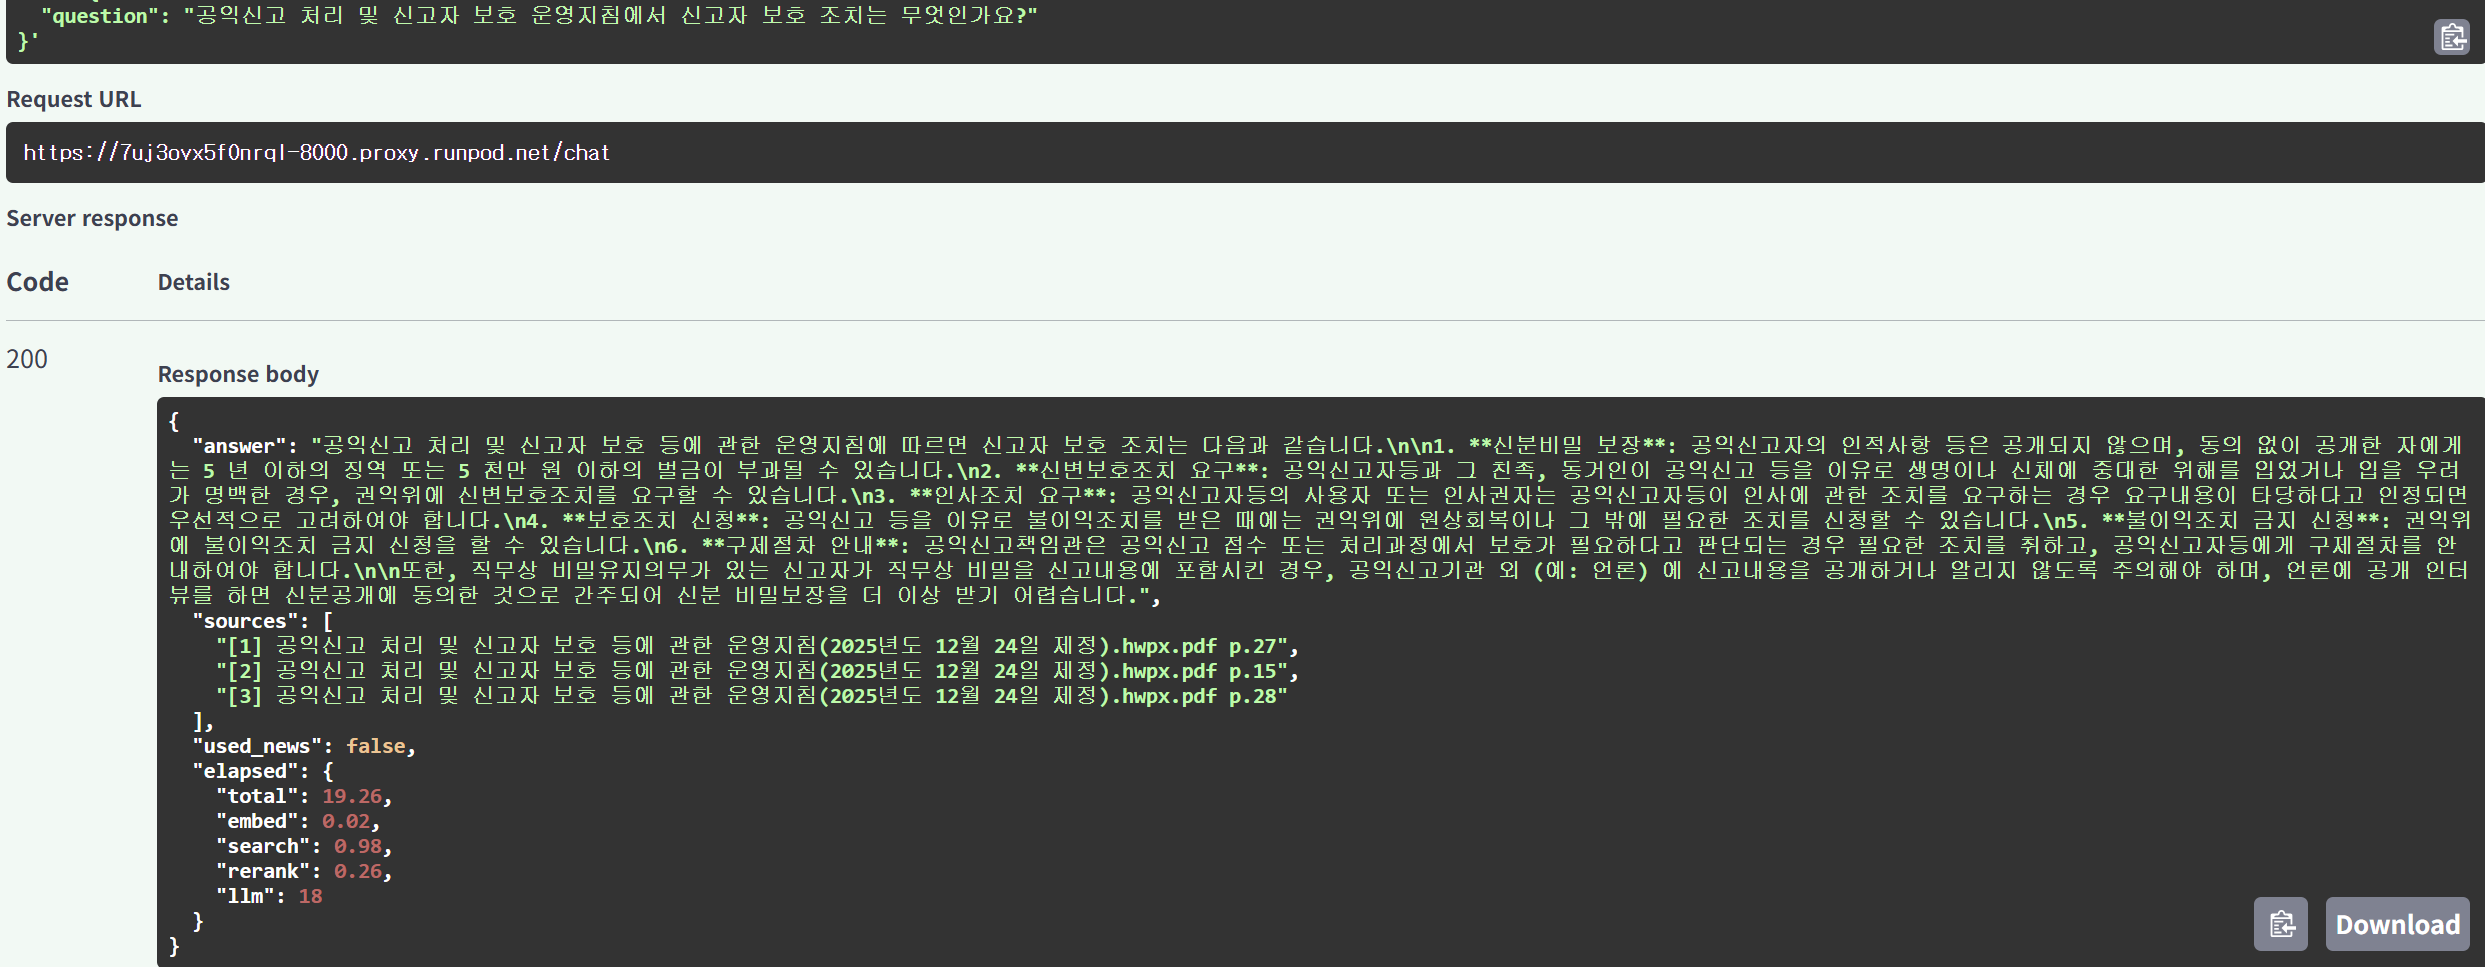 "question": "공익신고 처리 및 신고자 보호 운영지침에서 신고자 보호 조치는 무엇인가요?"
}'
Request URL
https://7uj3ovx5f0nrql-8000.proxy.runpod.net/chat
Server response
Code Details
200
Response body
{
"answer": "공익신고 처리 및 신고자 보호 등에 관한 운영지침에 따르면 신고자 보호 조치는 다음과 같습니다.\n\n1. **신분비밀 보장**: 공익신고자의 인적사항 등은 공개되지 않으며, 동의 없이 공개한 자에게
는 5 년 이하의 징역 또는 5 천만 원 이하의 벌금이 부과될 수 있습니다.\n2. **신변보호조치 요구**: 공익신고자등과 그 친족, 동거인이 공익신고 등을 이유로 생명이나 신체에 중대한 위해를 입었거나 입을 우려
가 명백한 경우, 권익위에 신변보호조치를 요구할 수 있습니다.\n3. **인사조치 요구**: 공익신고자등의 사용자 또는 인사권자는 공익신고자등이 인사에 관한 조치를 요구하는 경우 요구내용이 타당하다고 인정되면
우선적으로 고려하여야 합니다.\n4. **보호조치 신청**: 공익신고 등을 이유로 불이익조치를 받은 때에는 권익위에 원상회복이나 그 밖에 필요한 조치를 신청할 수 있습니다.\n5. **불이익조치 금지 신청**: 권익위
에 불이익조치 금지 신청을 할 수 있습니다.\n6. **구제절차 안내**: 공익신고책임관은 공익신고 접수 또는 처리과정에서 보호가 필요하다고 판단되는 경우 필요한 조치를 취하고, 공익신고자등에게 구제절차를 안
내하여야 합니다.\n\n또한, 직무상 비밀유지의무가 있는 신고자가 직무상 비밀을 신고내용에 포함시킨 경우, 공익신고기관 외 (예: 언론) 에 신고내용을 공개하거나 알리지 않도록 주의해야 하며, 언론에 공개 인터
뷰를 하면 신분공개에 동의한 것으로 간주되어 신분 비밀보장을 더 이상 받기 어렵습니다.",
"sources": [
"[1] 공익신고 처리 및 신고자 보호 등에 관한 운영지침(2025년도 12월 24일 제정).hwpx.pdf p.27",
"[2] 공익신고 처리 및 신고자 보호 등에 관한 운영지침(2025년도 12월 24일 제정).hwpx.pdf p.15",
"[3] 공익신고 처리 및 신고자 보호 등에 관한 운영지침(2025년도 12월 24일 제정).hwpx.pdf p.28"
],
"used_news": false,
"elapsed": {
"total": 19.26,
"embed": 0.02,
"search": 0.98,
"rerank": 0.26,
"llm": 18
}
}
Download